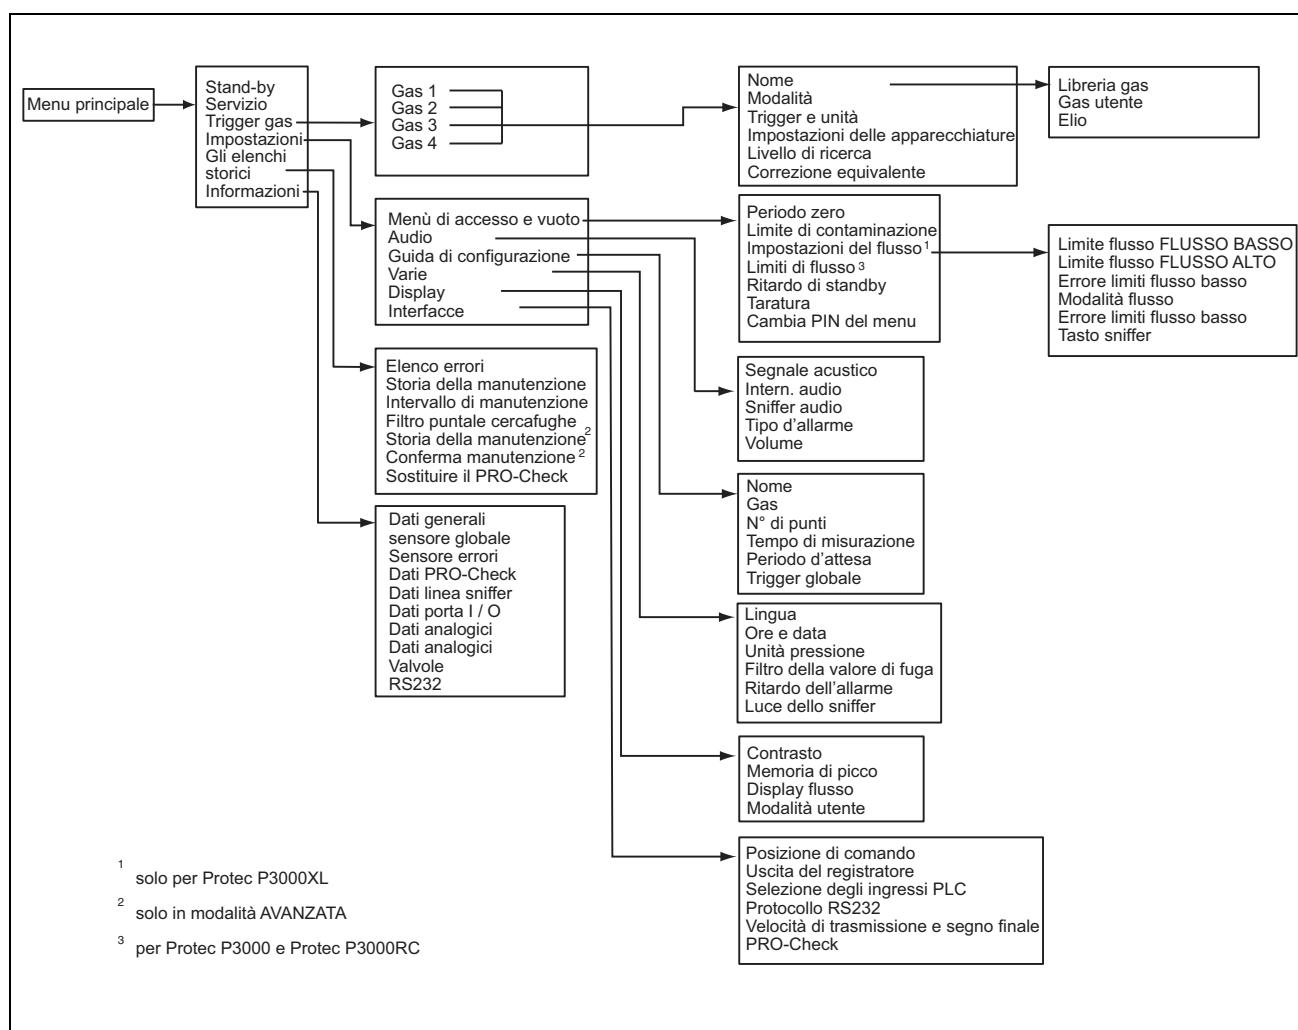 Menu principale
Stand-by
Servizio
Trigger gas
Impostazioni
Gli elenchi
storici
Informazioni
Gas 1
Gas 2
Gas 3
Gas 4
Nome
Modalità
Trigger e unità
Impostazioni delle apparecchiature
Livello di ricerca
Correzione equivalente
Libreria gas
Gas utente
Elio
Menù di accesso e vuoto
Audio
Guida di configurazione
Varie
Display
Interfacce
Periodo zero
Limite di contaminazione
Impostazioni del flusso 1
Limiti di flusso 3
Ritardo di standby
Taratura
Cambia PIN del menu
Limite flusso FLUSSO BASSO
Limite flusso FLUSSO ALTO
Errore limiti flusso basso
Modalità flusso
Errore limiti flusso basso
Tasto sniffer
Elenco errori
Storia della manutenzione
Intervallo di manutenzione
Filtro puntale cercafughe
Storia della manutenzione 2
Conferma manutenzione 2
Sostituire il PRO-Check
Segnale acustico
Intern. audio
Sniffer audio
Tipo d'allarme
Volume
Dati generali
sensore globale
Sensore errori
Dati PRO-Check
Dati linea sniffer
Dati porta I / O
Dati analogici
Dati analogici
Valvole
RS232
Nome
Gas
N° di punti
Tempo di misurazione
Periodo d'attesa
Trigger globale
Lingua
Ore e data
Unità pressione
Filtro della valore di fuga
Ritardo dell'allarme
Luce dello sniffer
Contrasto
Memoria di picco
Display flusso
Modalità utente
Posizione di comando
Uscita del registratore
Selezione degli ingressi PLC
Protocollo RS232
Velocità di trasmissione e segno finale
PRO-Check
1 solo per Protec P3000XL
2 solo in modalità AVANZATA
3 per Protec P3000 e Protec P3000RC